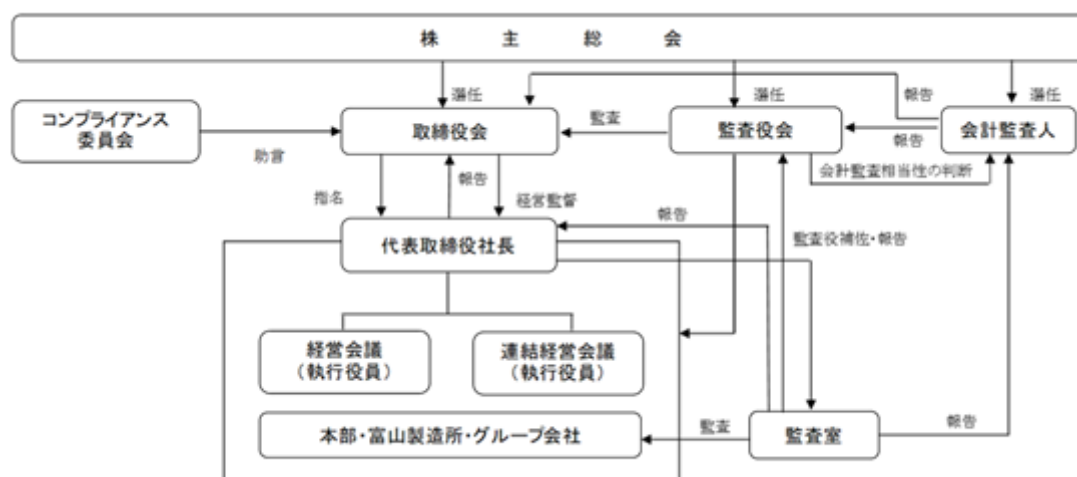 株主総会
選任
選任
報告
選任
コンプライアンス
委員会
助言
取締役会
監査
監査役会
報告
会計監査人
会計監査相当性の判断
指名
報告
経営監督
報告
監査役補佐・報告
代表取締役社長
経営会議
(執行役員)
連結経営会議
(執行役員)
本部・富山製造所・グループ会社
監査
監査室
報告